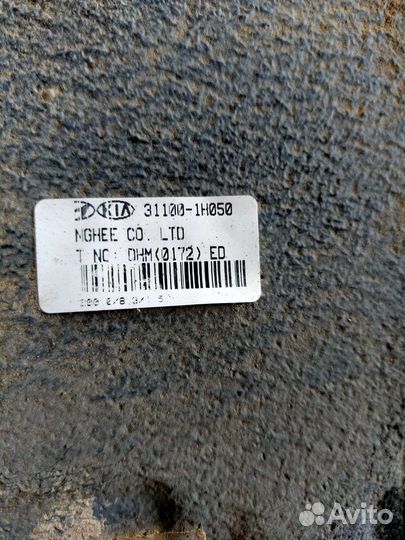 KIA 31100-1H050
NGHEE CO. LTD
T NO: DHM(0172) ED
Avito